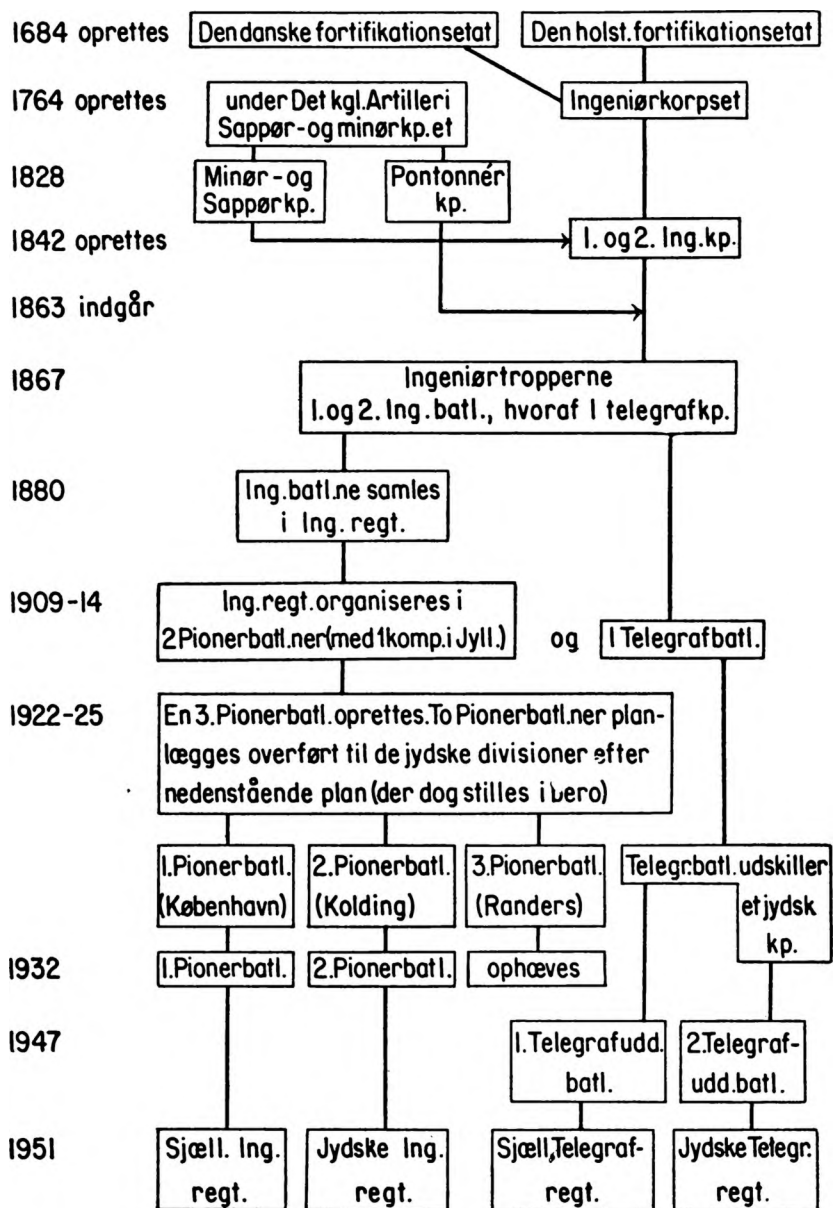 1684 oprettes Den danske fortifikationsetat Den holst. fortifikationsetat
1764 oprettes under Det kgl. Artilleri Ingeniørkorpset
Sappør- og minørkp. et
1828 Minør- og Pontonnér
Sappørkp. kp.
1842 oprettes 1. og 2. Ing. kp.
1863 indgår
1867 Ingeniørtropperne
1. og 2. Ing. batl., hvoraf 1 telegrafkp.
1880 Ing. batl.ne samles
i Ing. regt.
1909-14 Ing. regt. organiseres i
2 Pionerbatl.ner (med 1 komp. i Jyll.) og 1 Telegrafbatl.
1922-25 En 3. Pionerbatl. oprettes. To Pionerbatl.ner plan-
lægges overført til de jydske divisioner efter
nedenstående plan (der dog stilles i bero)
1. Pionerbatl. 2. Pionerbatl. 3. Pionerbatl. Telegr. batl. udskiller
(København) (Kolding) (Randers) et jydsk
kp.
1932 1. Pionerbatl. 2. Pionerbatl. ophæves
1947 1. Telegrafudd. 2. Telegraf-
batl. udd. batl.
1951 Sjæll. Ing. Jydske Ing. Sjæll. Telegraf- Jydske Telegr.
regt. regt. regt. regt.